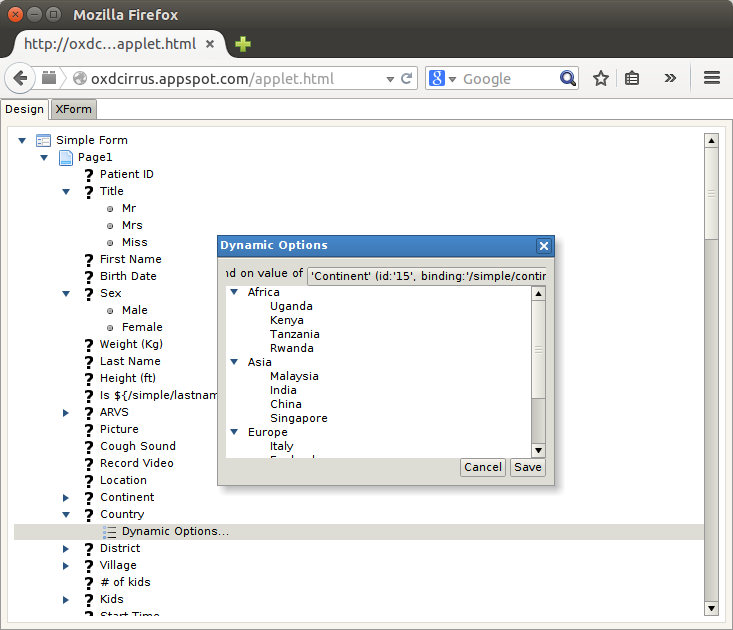 Mozilla Firefox
http://oxdc...applet.html
oxdcirrus.appspot.com/applet.html
Google
Design
XForm
Simple Form
Page1
Patient ID
Title
Mr
Mrs
Miss
First Name
Birth Date
Sex
Male
Female
Weight (Kg)
Last Name
Height (ft)
Is ${/simple/lastnam
ARVS
Picture
Cough Sound
Record Video
Location
Continent
Country
Dynamic Options...
District
Village
# of kids
Kids
Start Time
Dynamic Options
nd on value of 'Continent' (id:'15', binding:'/simple/contin
Africa
Uganda
Kenya
Tanzania
Rwanda
Asia
Malaysia
India
China
Singapore
Europe
Italy
Cancel
Save